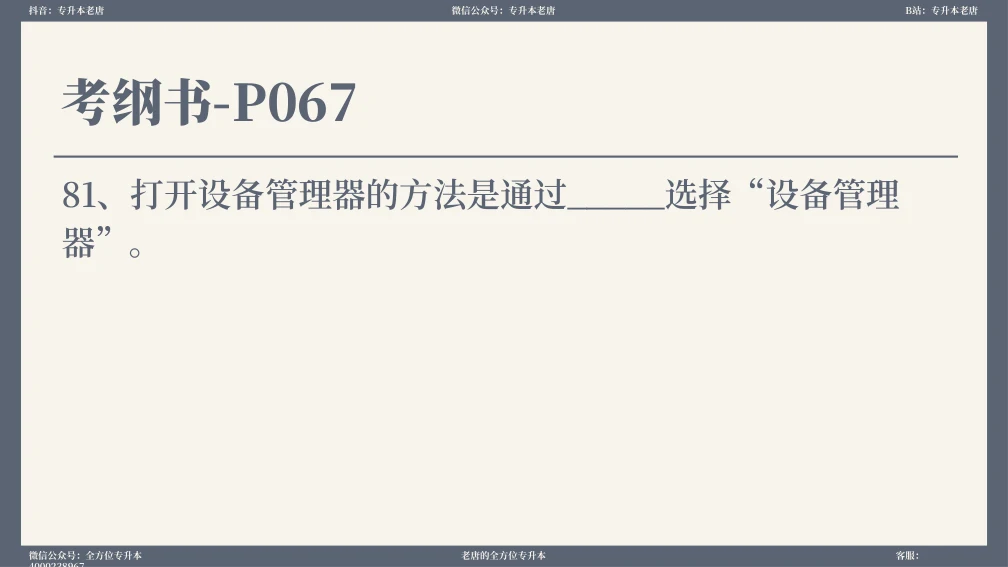 抖音：专升本老唐
微信公众号：专升本老唐
B站：专升本老唐
考纲书-P067
81、打开设备管理器的方法是通过______选择“设备管理
器”。
微信公众号：全方位专升本
老唐的全方位专升本
客服：
4000238967